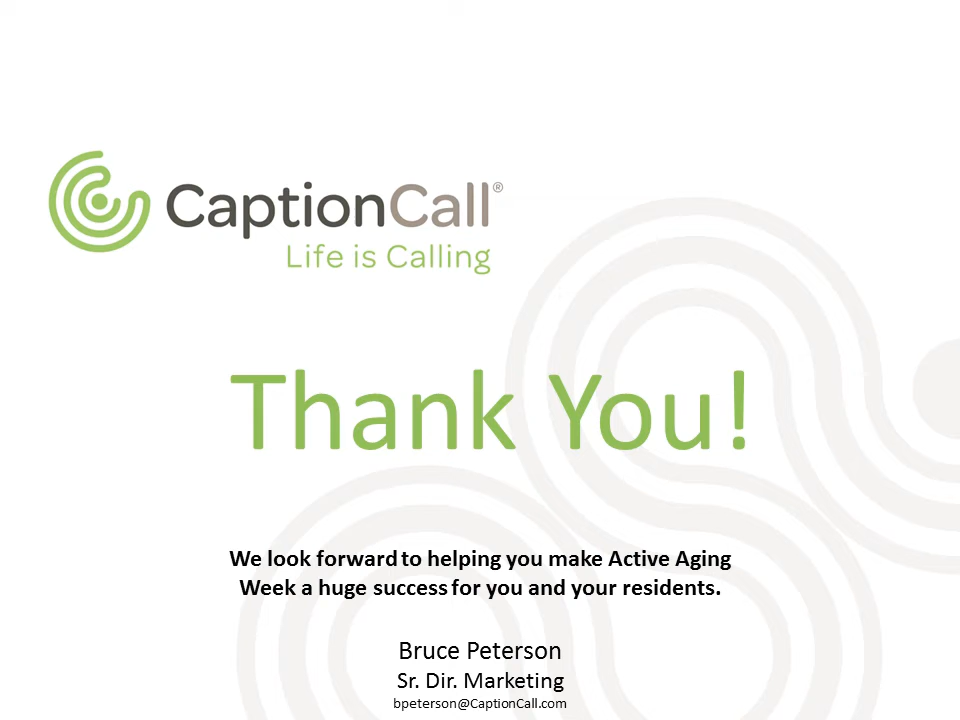 CaptionCall®
Life is Calling
Thank You!
We look forward to helping you make Active Aging
Week a huge success for you and your residents.
Bruce Peterson
Sr. Dir. Marketing
bpeterson@CaptionCall.com